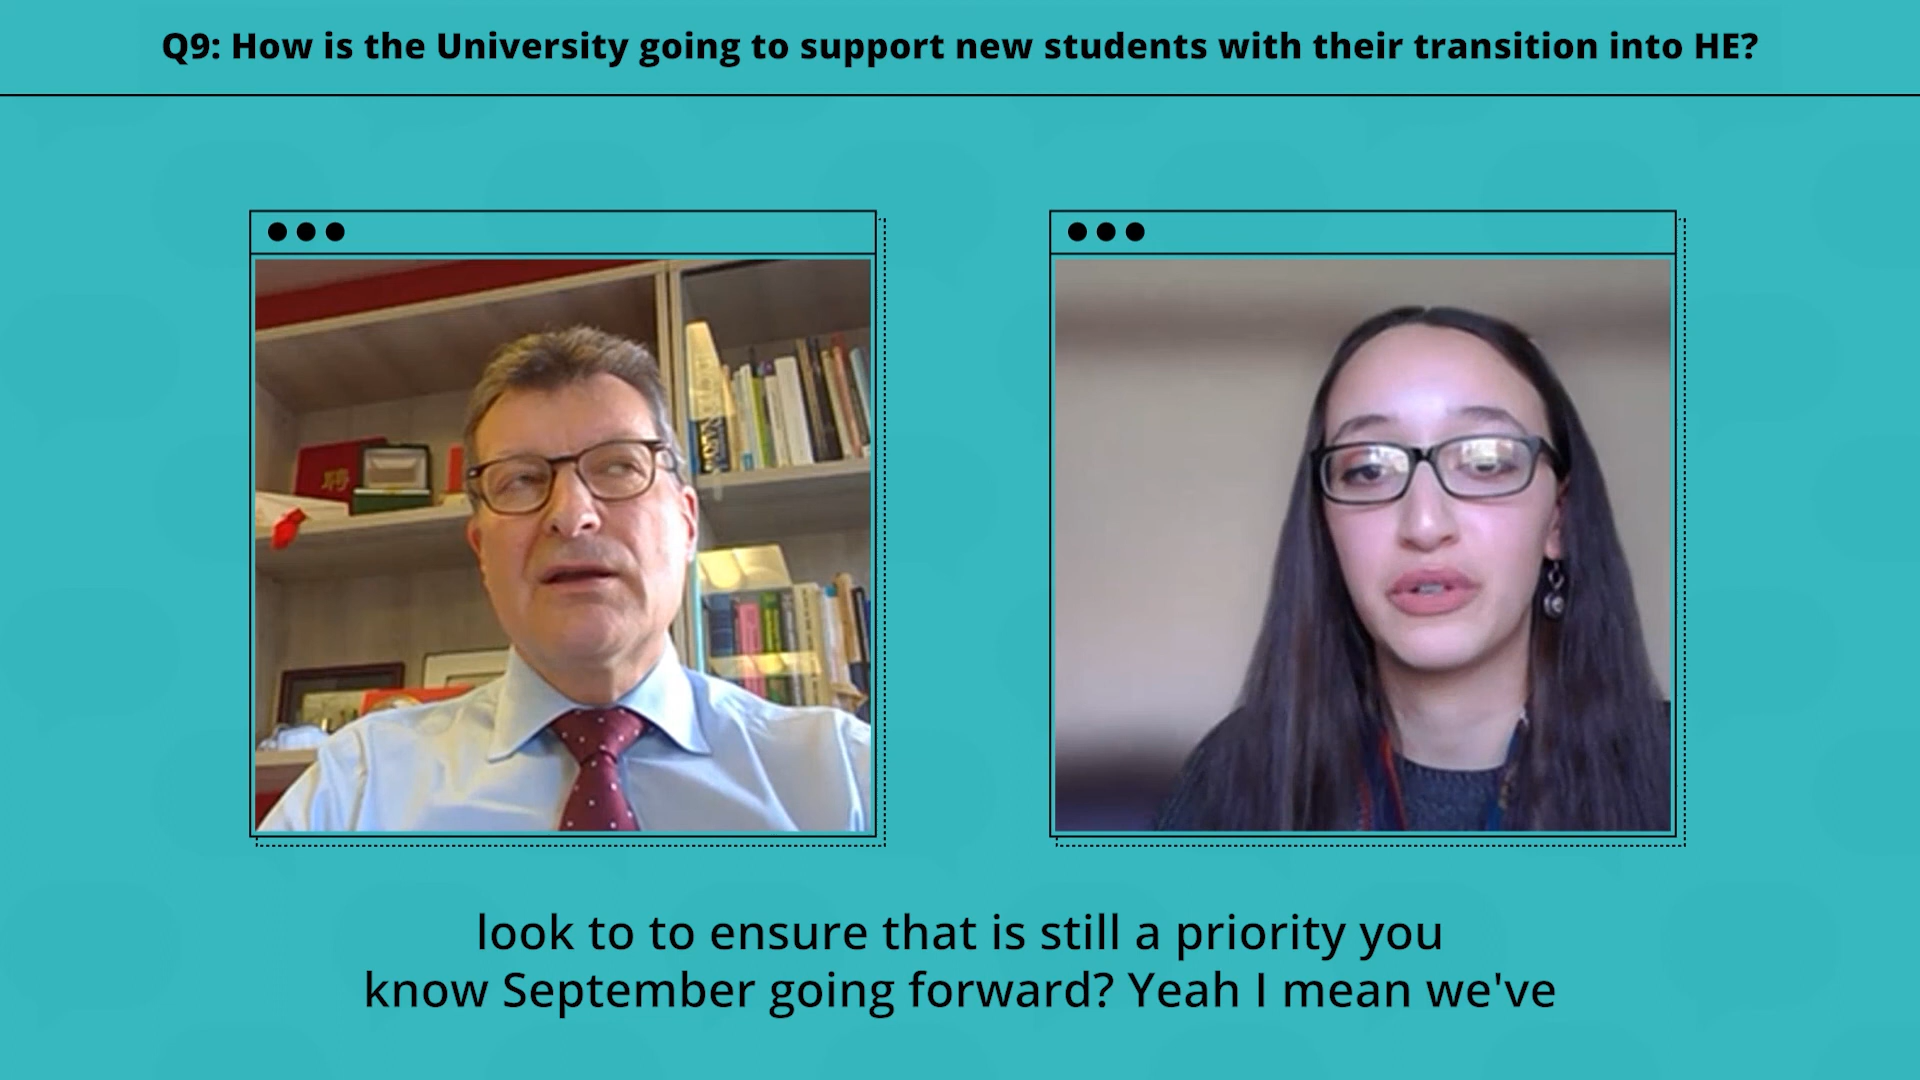 Q9: How is the University going to support new students with their transition into HE?
look to to ensure that is still a priority you
know September going forward? Yeah I mean we've